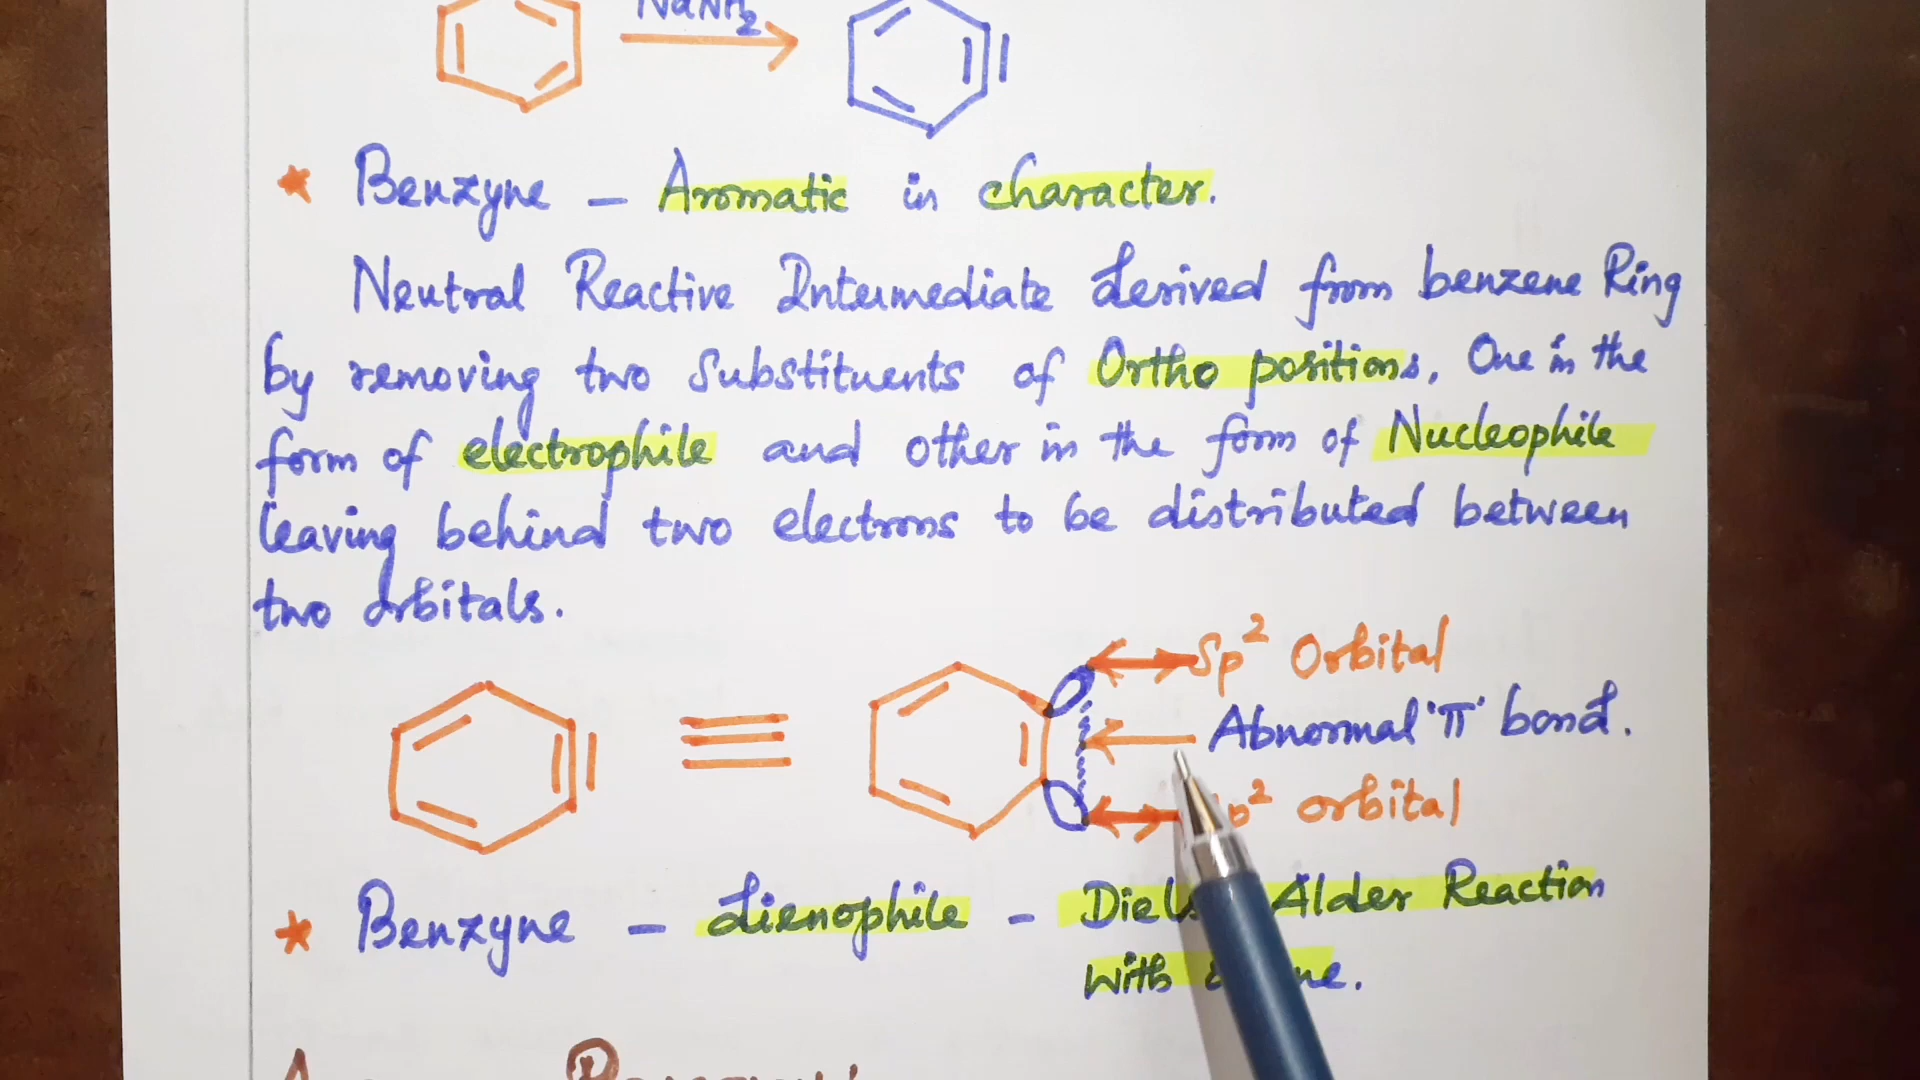 NaNH2
* Benzyne – Aromatic in character.
Neutral Reactive Intermediate derived from benzene Ring
by removing two substituents of Ortho positions, One in the
form of electrophile and other in the form of Nucleophile
leaving behind two electrons to be distributed between
two orbitals.
Sp² Orbital
Abnormal 'π' bond.
orbital
* Benzyne – dienophile – Diels Alder Reaction
with